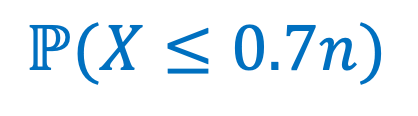 ℙ(X ≤ 0.7n)